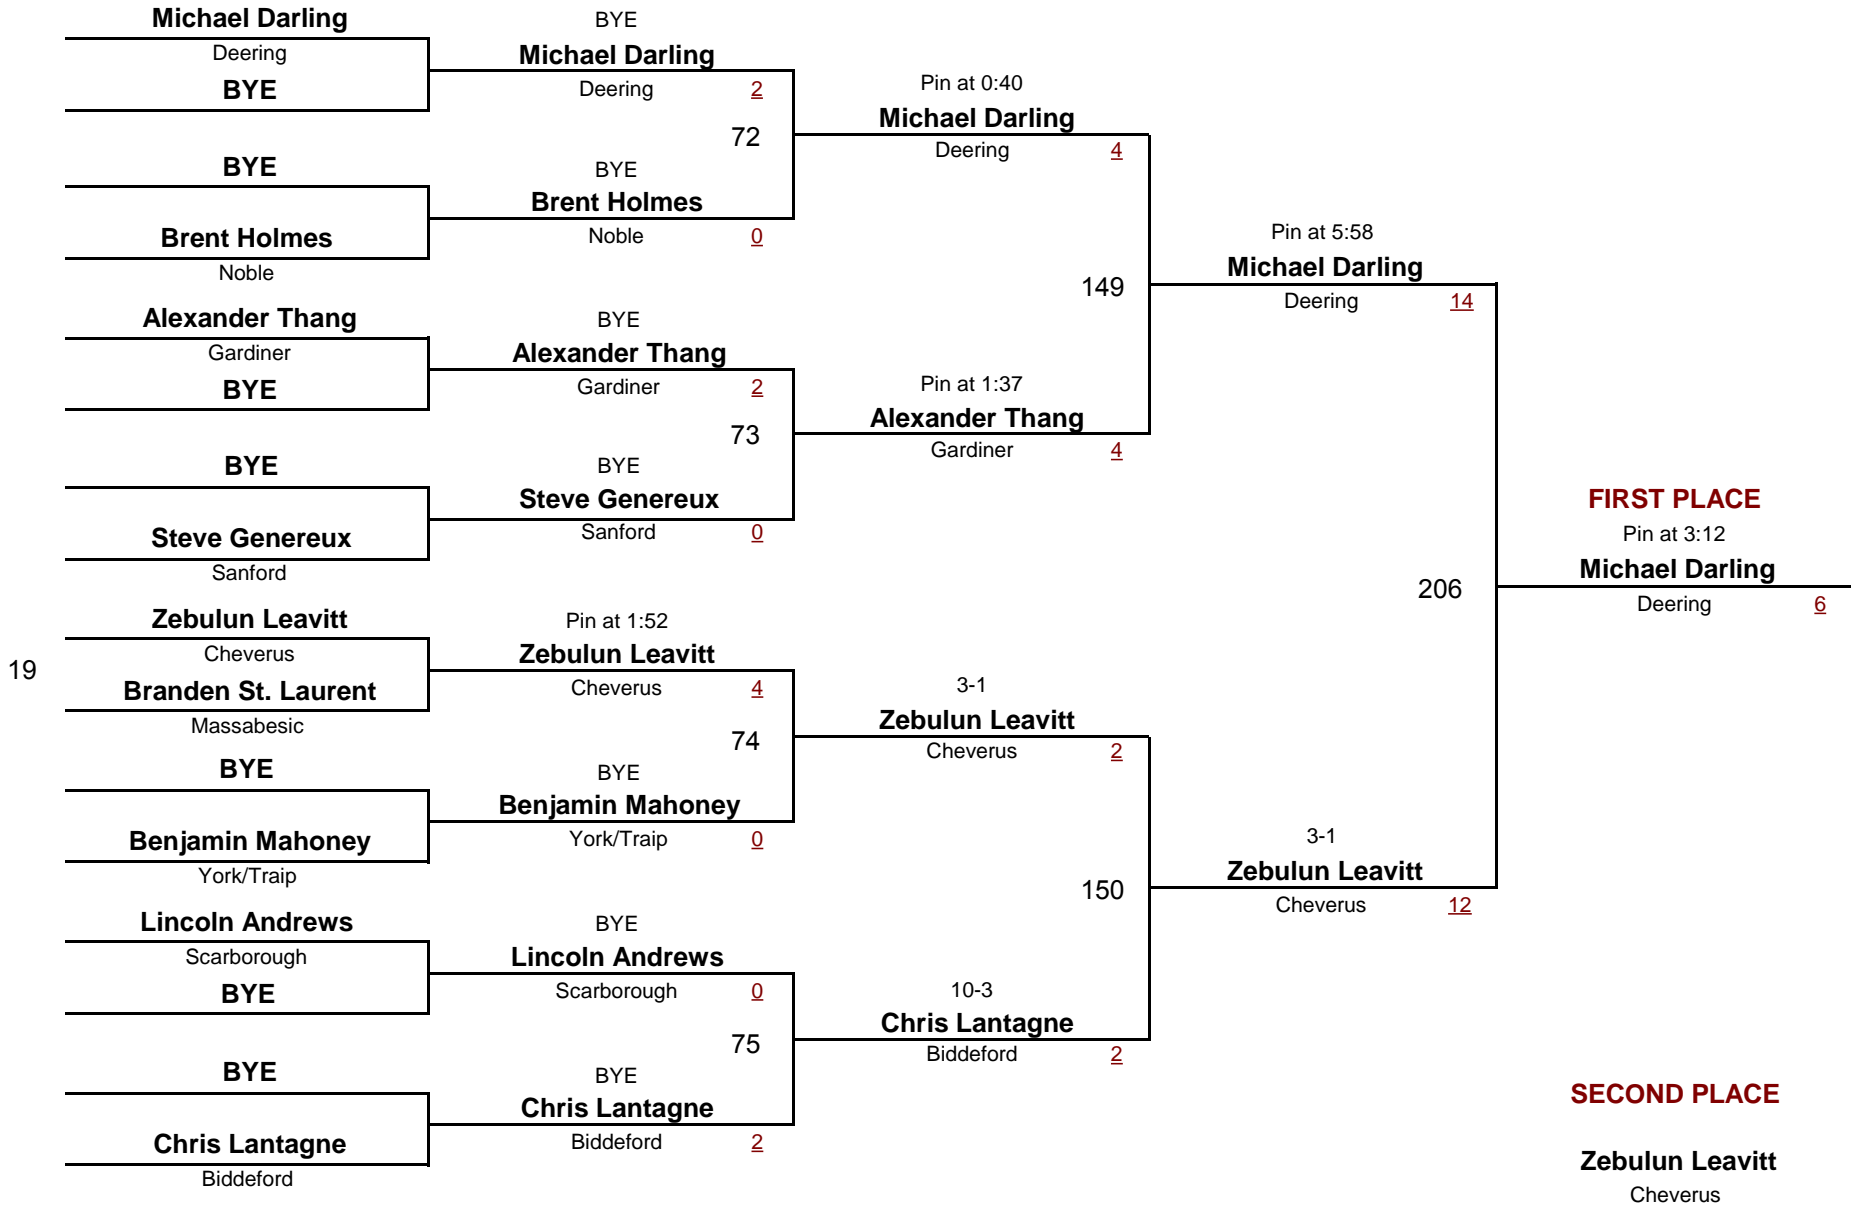 Michael Darling
Deering
BYE
BYE
Brent Holmes
Noble
Alexander Thang
Gardiner
BYE
BYE
Steve Genereux
Sanford
19
Zebulun Leavitt
Cheverus
Branden St. Laurent
Massabesic
BYE
Benjamin Mahoney
York/Traip
Lincoln Andrews
Scarborough
BYE
BYE
Chris Lantagne
Biddeford
BYE
Michael Darling
Deering 2
72
BYE
Brent Holmes
Noble 0
BYE
Alexander Thang
Gardiner 2
73
BYE
Steve Genereux
Sanford 0
Pin at 1:52
Zebulun Leavitt
Cheverus 4
74
BYE
Benjamin Mahoney
York/Traip 0
BYE
Lincoln Andrews
Scarborough 0
75
BYE
Chris Lantagne
Biddeford 2
Pin at 0:40
Michael Darling
Deering 4
149
Pin at 1:37
Alexander Thang
Gardiner 4
3-1
Zebulun Leavitt
Cheverus 2
150
10-3
Chris Lantagne
Biddeford 2
Pin at 5:58
Michael Darling
Deering 14
206
3-1
Zebulun Leavitt
Cheverus 12
FIRST PLACE
Pin at 3:12
Michael Darling
Deering 6
SECOND PLACE
Zebulun Leavitt
Cheverus